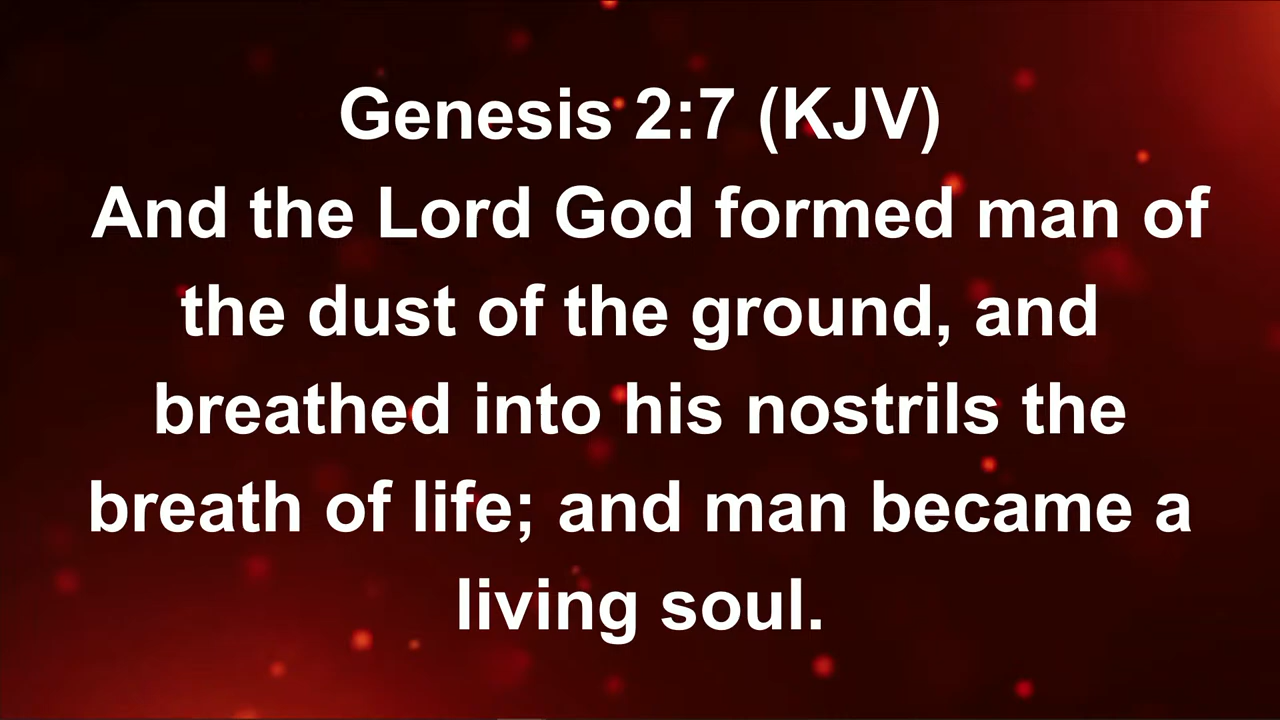 Genesis 2:7 (KJV)
And the Lord God formed man of
the dust of the ground, and
breathed into his nostrils the
breath of life; and man became a
living soul.